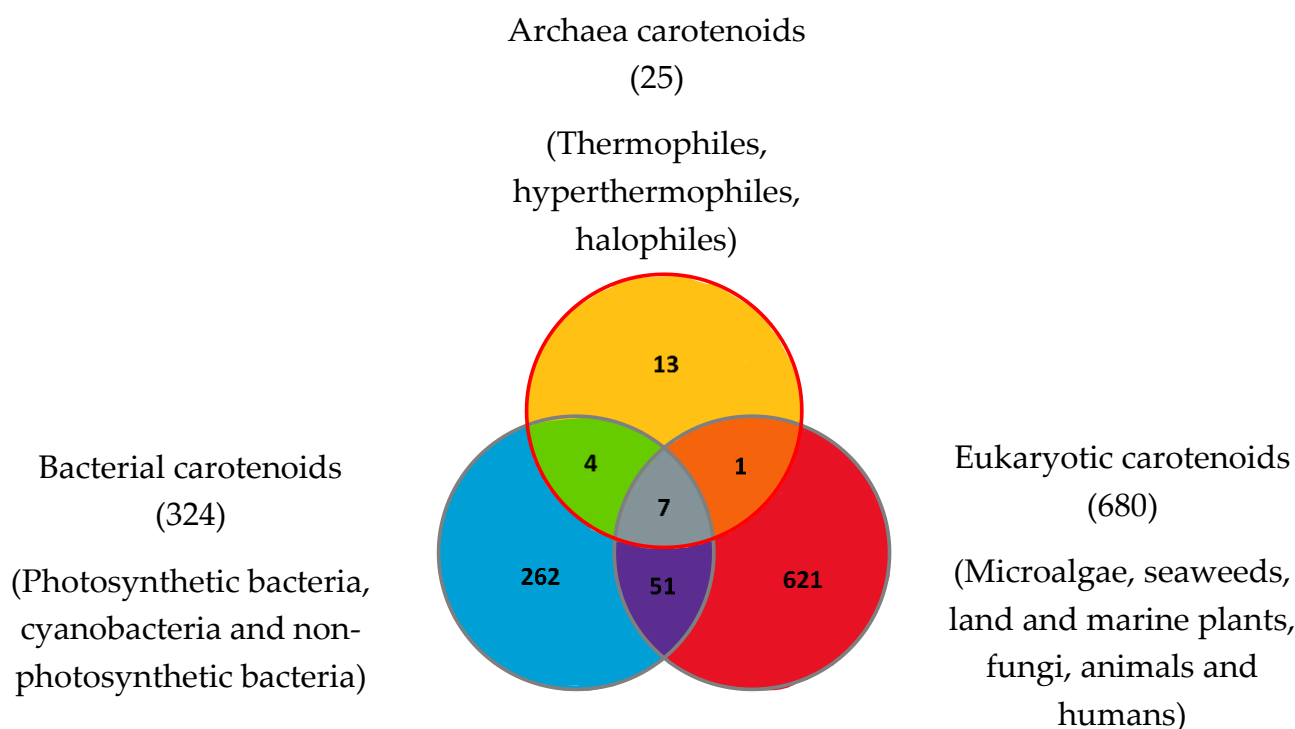 Archaea carotenoids
(25)
(Thermophiles,
hyperthermophiles,
halophiles)
13
4
1
7
262
51
621
Bacterial carotenoids
(324)
(Photosynthetic bacteria,
cyanobacteria and non-
photosynthetic bacteria)
Eukaryotic carotenoids
(680)
(Microalgae, seaweeds,
land and marine plants,
fungi, animals and
humans)